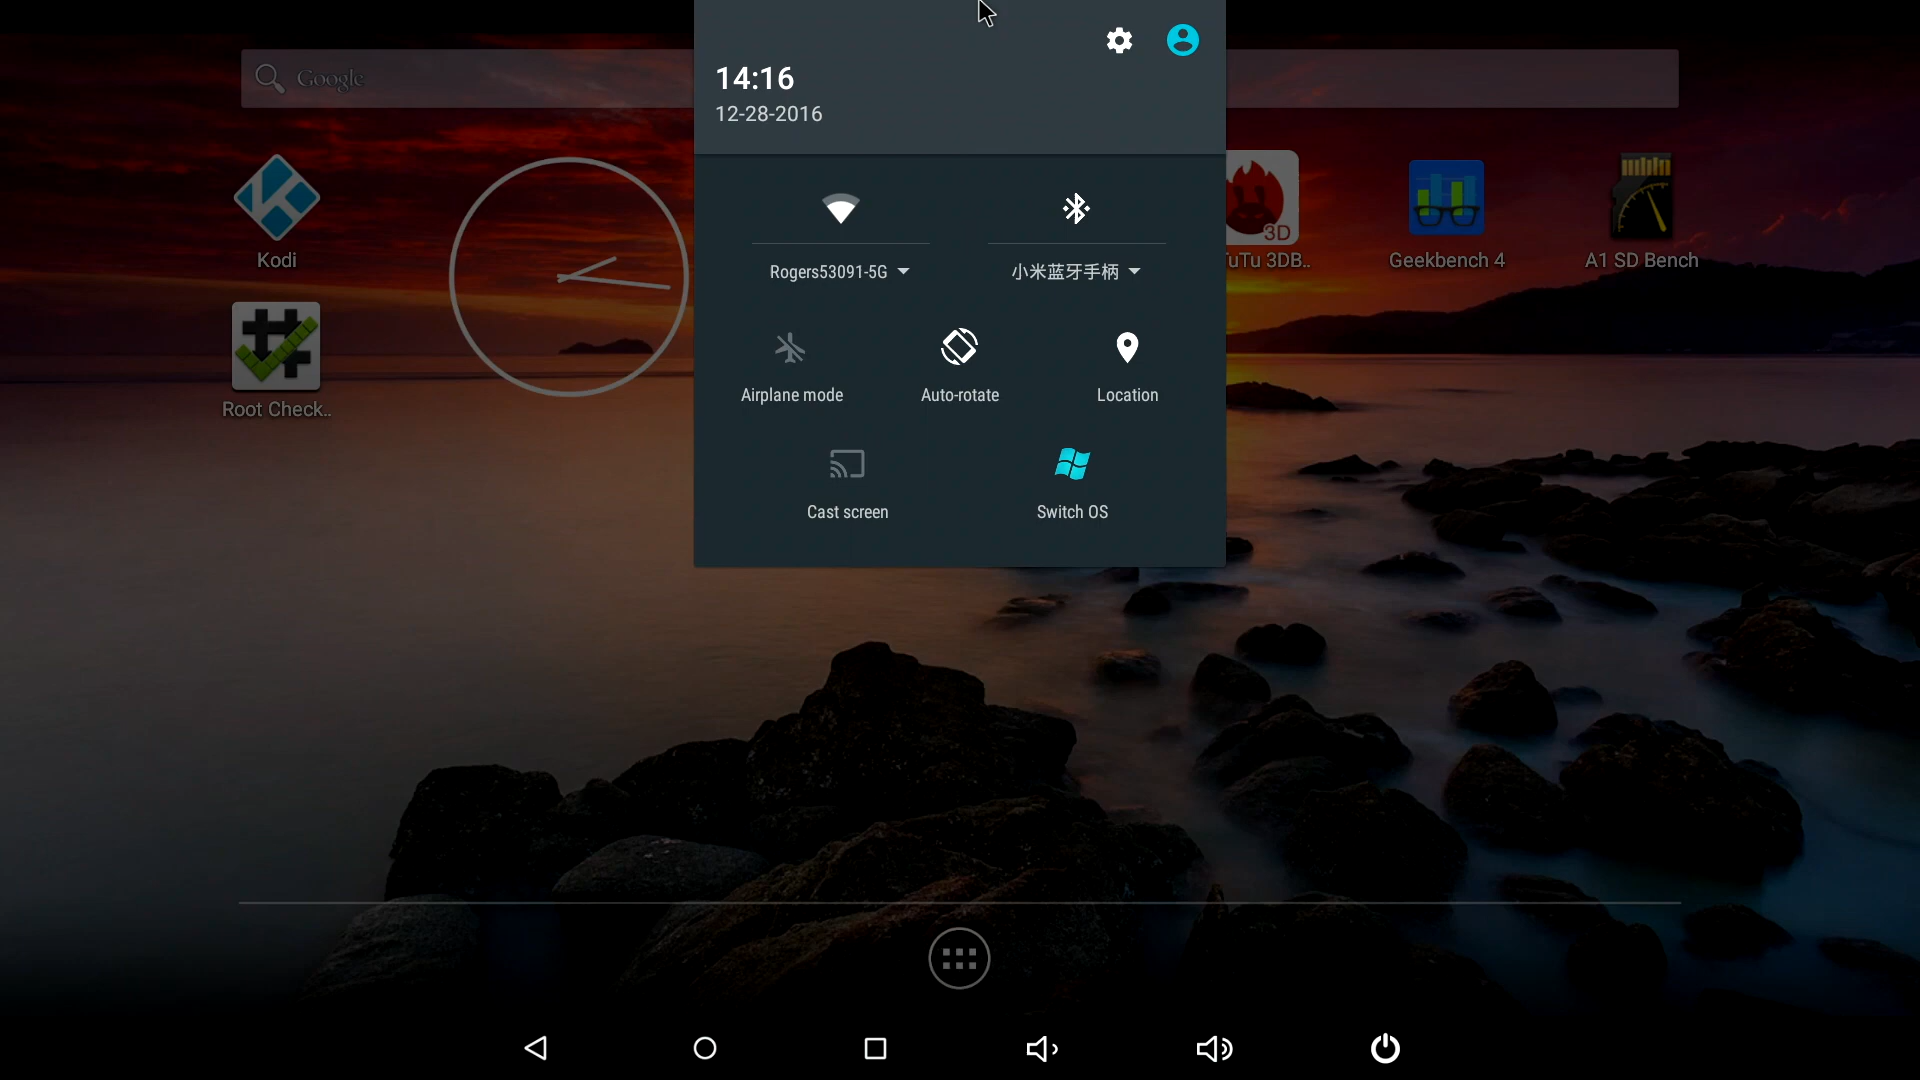 Google
14:16
12-28-2016
Rogers53091-5G
小米蓝牙手柄
Kodi
uTu 3DB..
3D
Geekbench 4
A1 SD Bench
Airplane mode
Auto-rotate
Location
Root Check..
Cast screen
Switch OS